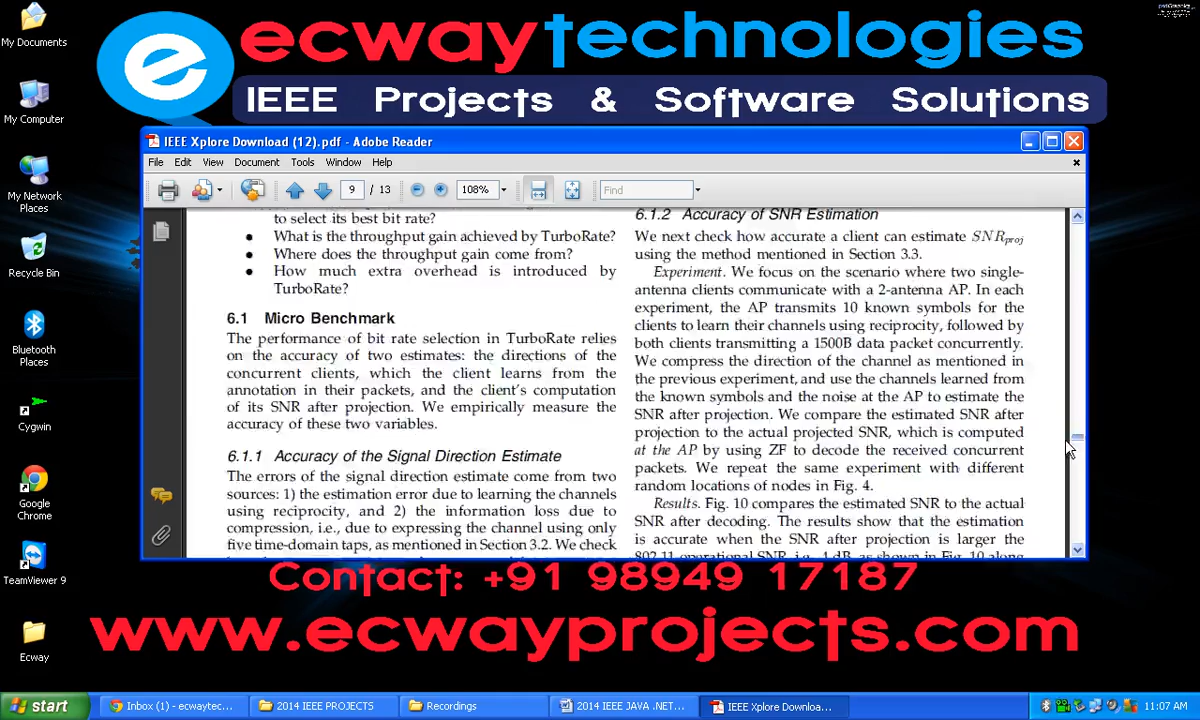 My Documents
My Computer
My Network
Places
Recycle Bin
Bluetooth
Places
Cygwin
Google
Chrome
TeamViewer 9
Ecway
e
ecwaytechnologies
IEEE Projects & Software Solutions
IEEE Xplore Download (12).pdf - Adobe Reader
File Edit View Document Tools Window Help
9 / 13 108% Find
to select its best bit rate?
• What is the throughput gain achieved by TurboRate?
• Where does the throughput gain come from?
• How much extra overhead is introduced by
TurboRate?
6.1 Micro Benchmark
The performance of bit rate selection in TurboRate relies
on the accuracy of two estimates: the directions of the
concurrent clients, which the client learns from the
annotation in their packets, and the client's computation
of its SNR after projection. We empirically measure the
accuracy of these two variables.
6.1.1 Accuracy of the Signal Direction Estimate
The errors of the signal direction estimate come from two
sources: 1) the estimation error due to learning the channels
using reciprocity, and 2) the information loss due to
compression, i.e., due to expressing the channel using only
five time-domain taps, as mentioned in Section 3.2. We check
6.1.2 Accuracy of SNR Estimation
We next check how accurate a client can estimate SNRproj
using the method mentioned in Section 3.3.
Experiment. We focus on the scenario where two single-
antenna clients communicate with a 2-antenna AP. In each
experiment, the AP transmits 10 known symbols for the
clients to learn their channels using reciprocity, followed by
both clients transmitting a 1500B data packet concurrently.
We compress the direction of the channel as mentioned in
the previous experiment, and use the channels learned from
the known symbols and the noise at the AP to estimate the
SNR after projection. We compare the estimated SNR after
projection to the actual projected SNR, which is computed
at the AP by using ZF to decode the received concurrent
packets. We repeat the same experiment with different
random locations of nodes in Fig. 4.
Results. Fig. 10 compares the estimated SNR to the actual
SNR after decoding. The results show that the estimation
is accurate when the SNR after projection is larger the
802.11 operational SNR, i.e., 4 dB, as shown in Fig. 10 along
Contact: +91 98949 17187
www.ecwayprojects.com
start Inbox (1) - ecwaytec... 2014 IEEE PROJECTS Recordings 2014 IEEE JAVA .NET... IEEE Xplore Downloa... 11:07 AM